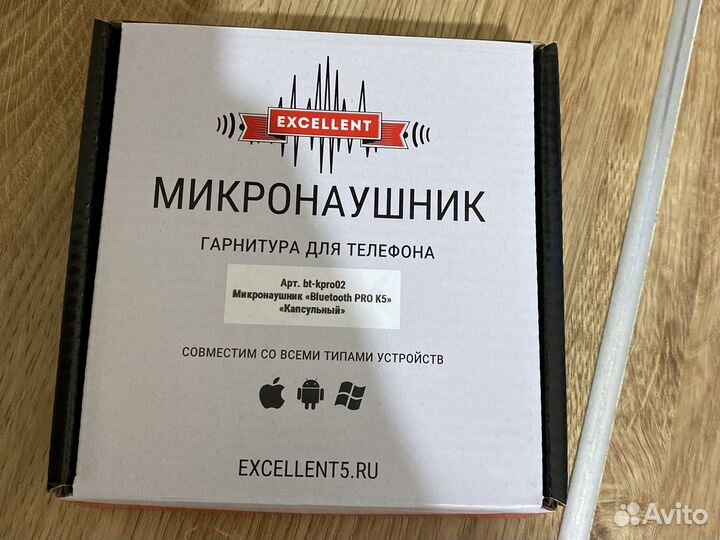 EXCELLENT
МИКРОНАУШНИК
ГАРНИТУРА ДЛЯ ТЕЛЕФОНА
Арт. bt-kpro02
Микронаушник «Bluetooth PRO K5»
«Капсульный»
СОВМЕСТИМ СО ВСЕМИ ТИПАМИ УСТРОЙСТВ
EXCELLENT5.RU
Avito